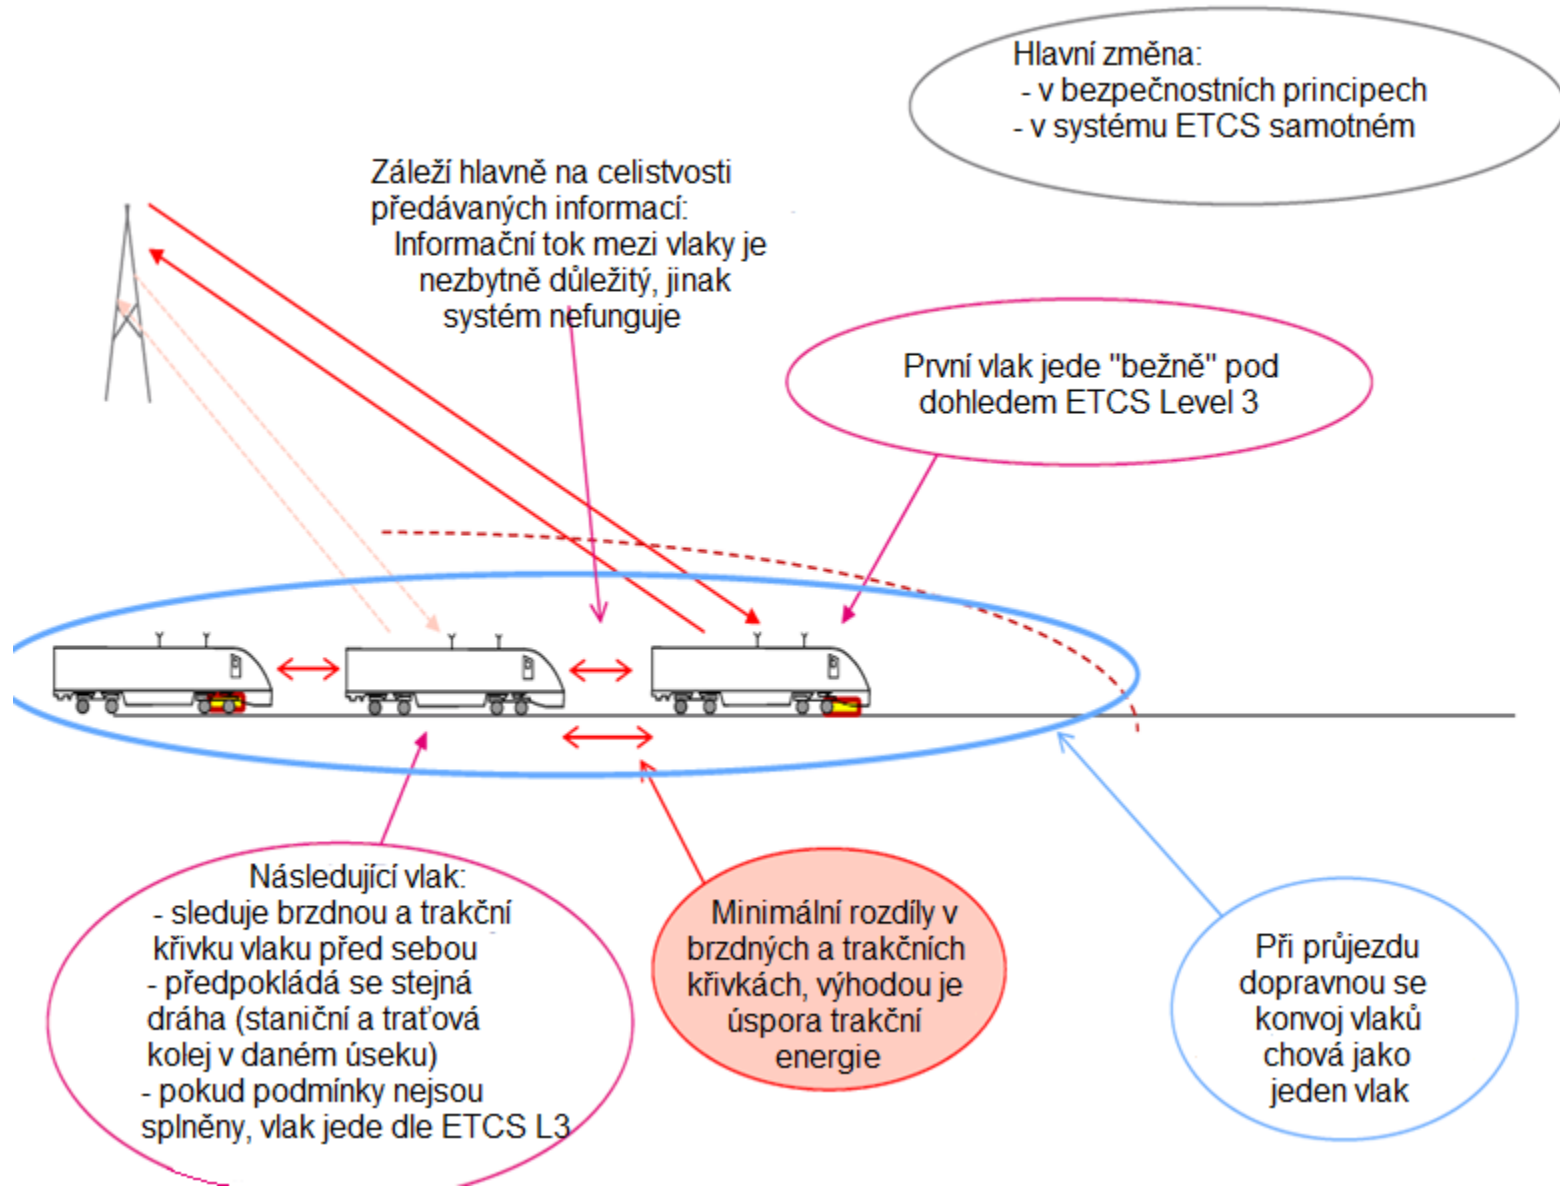 Hlavní změna:
- v bezpečnostních principech
- v systému ETCS samotném
Záleží hlavně na celistvosti
předávaných informací:
Informační tok mezi vlaky je
nezbytně důležitý, jinak
systém nefunguje
První vlak jede "bežně" pod
dohledem ETCS Level 3
Následující vlak:
- sleduje brzdnou a trakční
křivku vlaku před sebou
- předpokládá se stejná
dráha (staniční a traťová
kolej v daném úseku)
- pokud podmínky nejsou
splněny, vlak jede dle ETCS L3
Minimální rozdíly v
brzdných a trakčních
křivkách, výhodou je
úspora trakční
energie
Při průjezdu
dopravnou se
konvoj vlaků
chová jako
jeden vlak